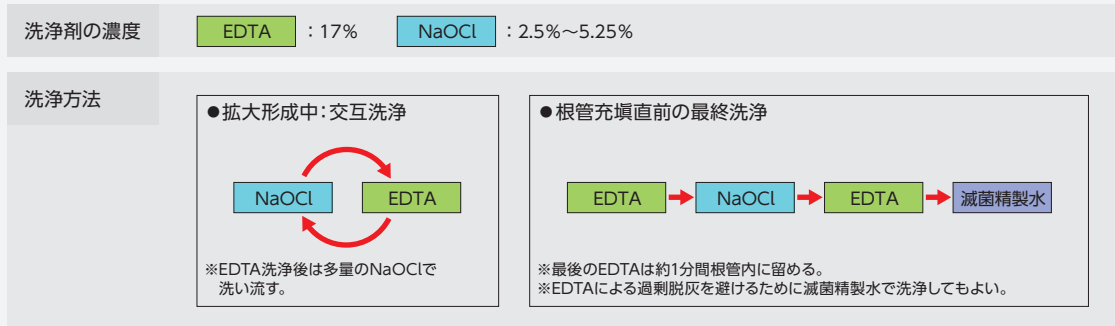 洗浄剤の濃度
EDTA :17% NaOCl :2.5%~5.25%
洗浄方法
●拡大形成中:交互洗浄
NaOCl EDTA
※EDTA洗浄後は多量のNaOClで
洗い流す。
●根管充塡直前の最終洗浄
EDTA NaOCl EDTA 滅菌精製水
※最後のEDTAは約1分間根管内に留める。
※EDTAによる過剰脱灰を避けるために滅菌精製水で洗浄してもよい。